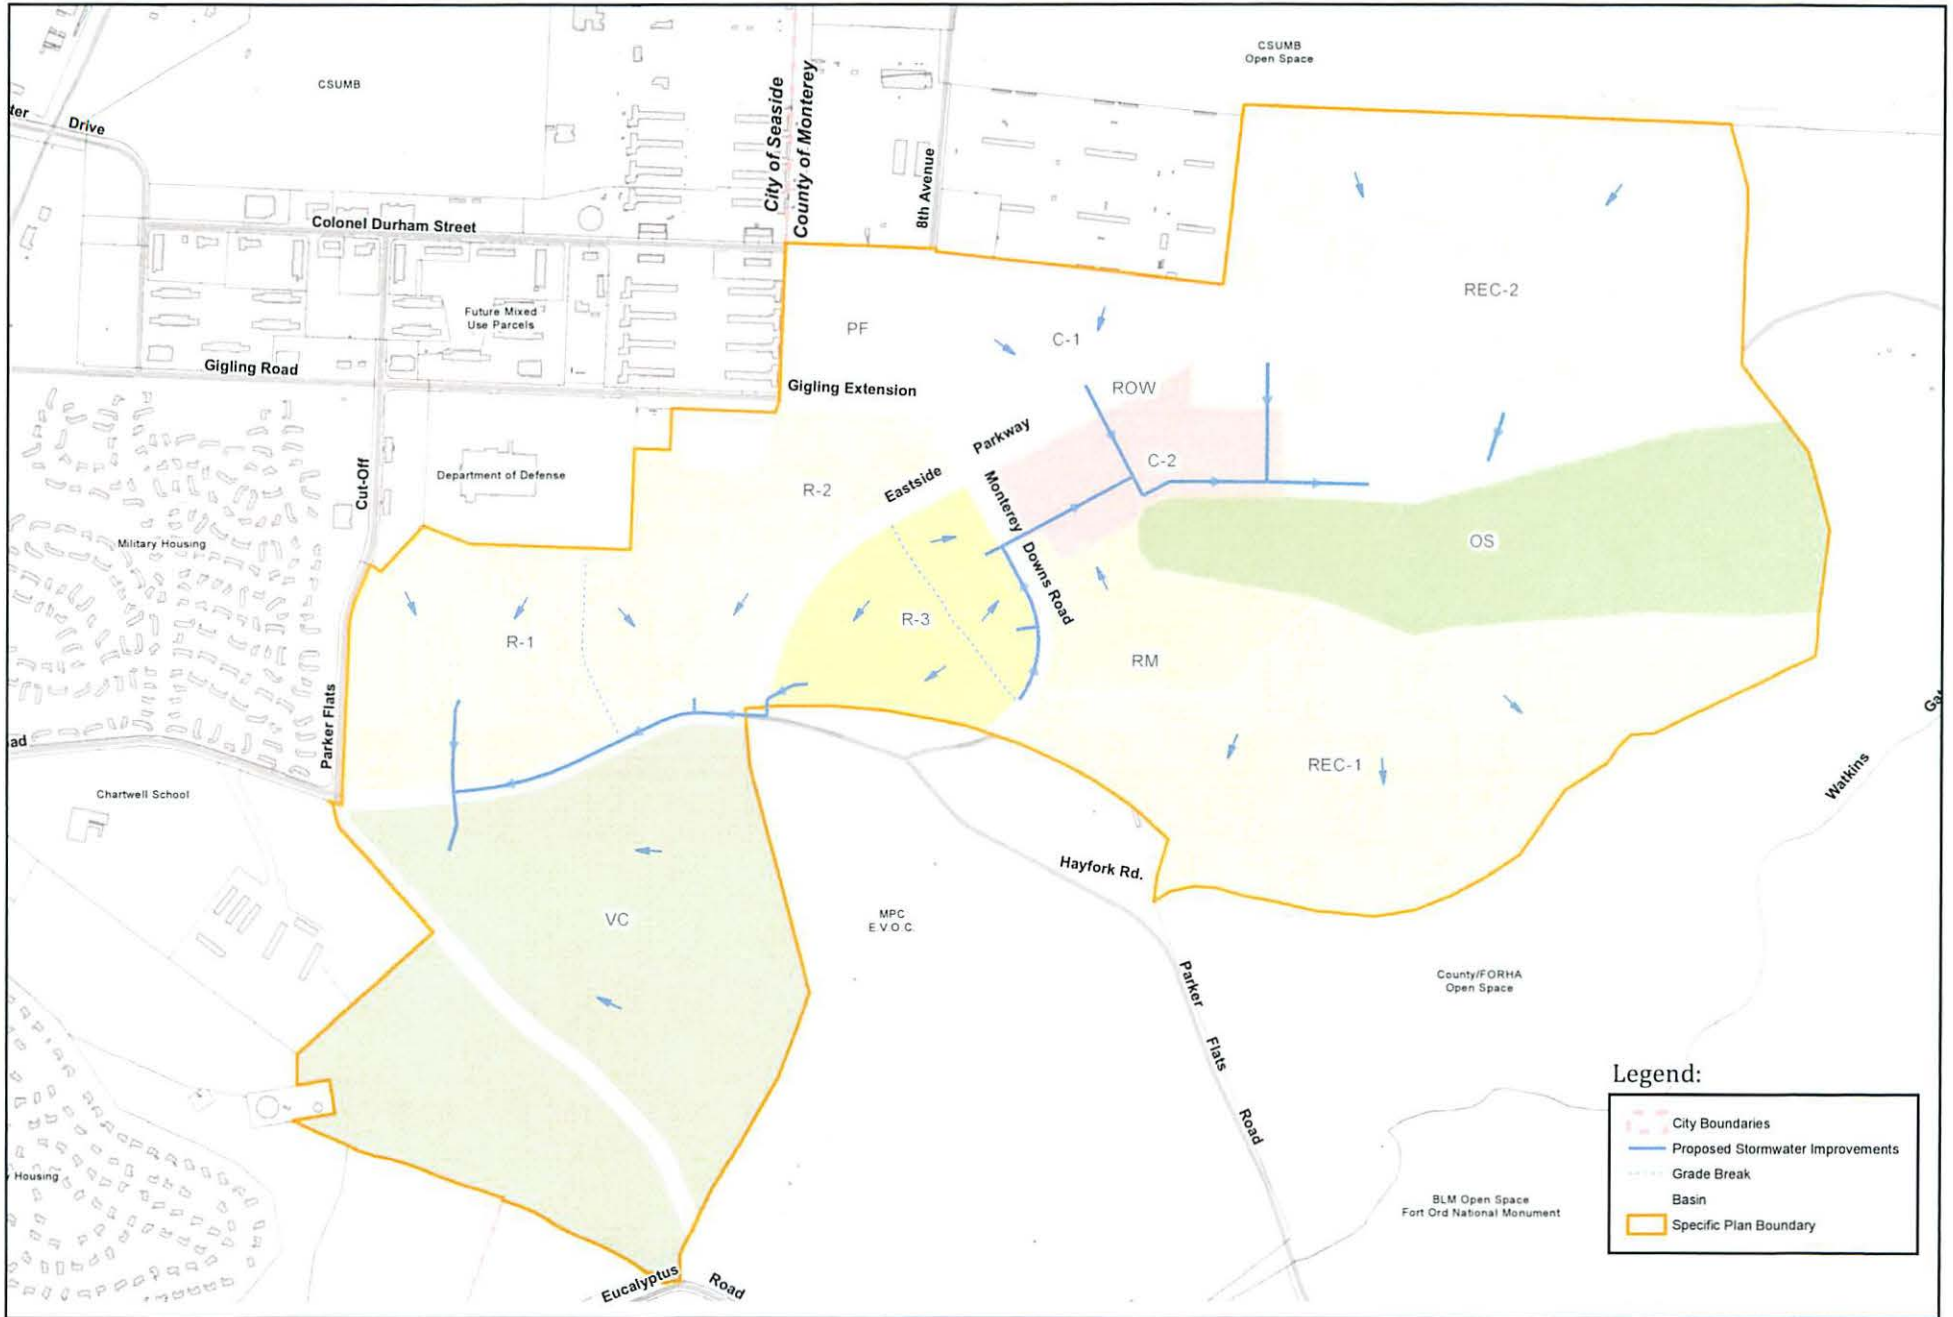 CSUMB
Open Space
CSUMB
City of Seaside
County of Monterey
ter
Drive
8th Avenue
Colonel Durham Street
REC-2
Future Mixed
Use Parcels
PF
C-1
Gigling Road
Gigling Extension
ROW
Parkway
C-2
Cut-Off
Department of Defense
R-2
Eastside
Monterey
Downs Road
OS
Military Housing
R-3
R-1
RM
Parker Flats
ad
REC-1
Watkins
Chartwell School
Hayfork Rd.
VC
MPC
E.V.O.C.
County/FORHA
Open Space
Parker
Flats
Road
Housing
BLM Open Space
Fort Ord National Monument
Eucalyptus
Road
Legend:
City Boundaries
Proposed Stormwater Improvements
Grade Break
Basin
Specific Plan Boundary